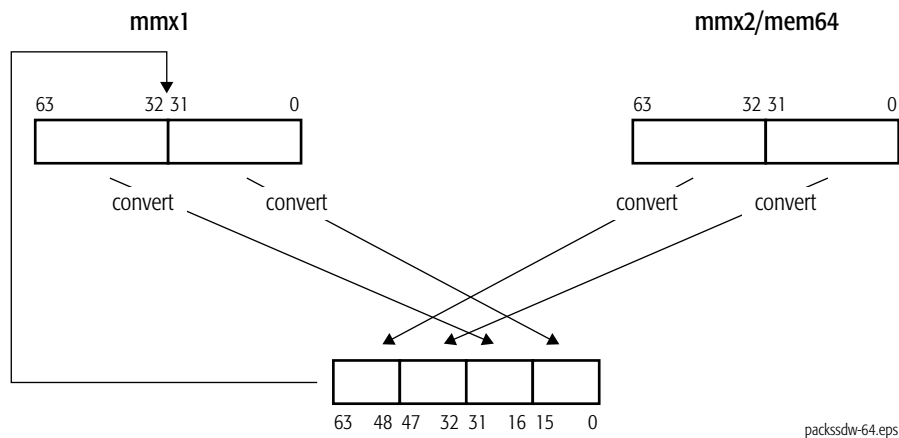 mmx1 mmx2/mem64
63 32 31 0 63 32 31 0
convert convert convert convert
63 48 47 32 31 16 15 0
packssdw-64.eps